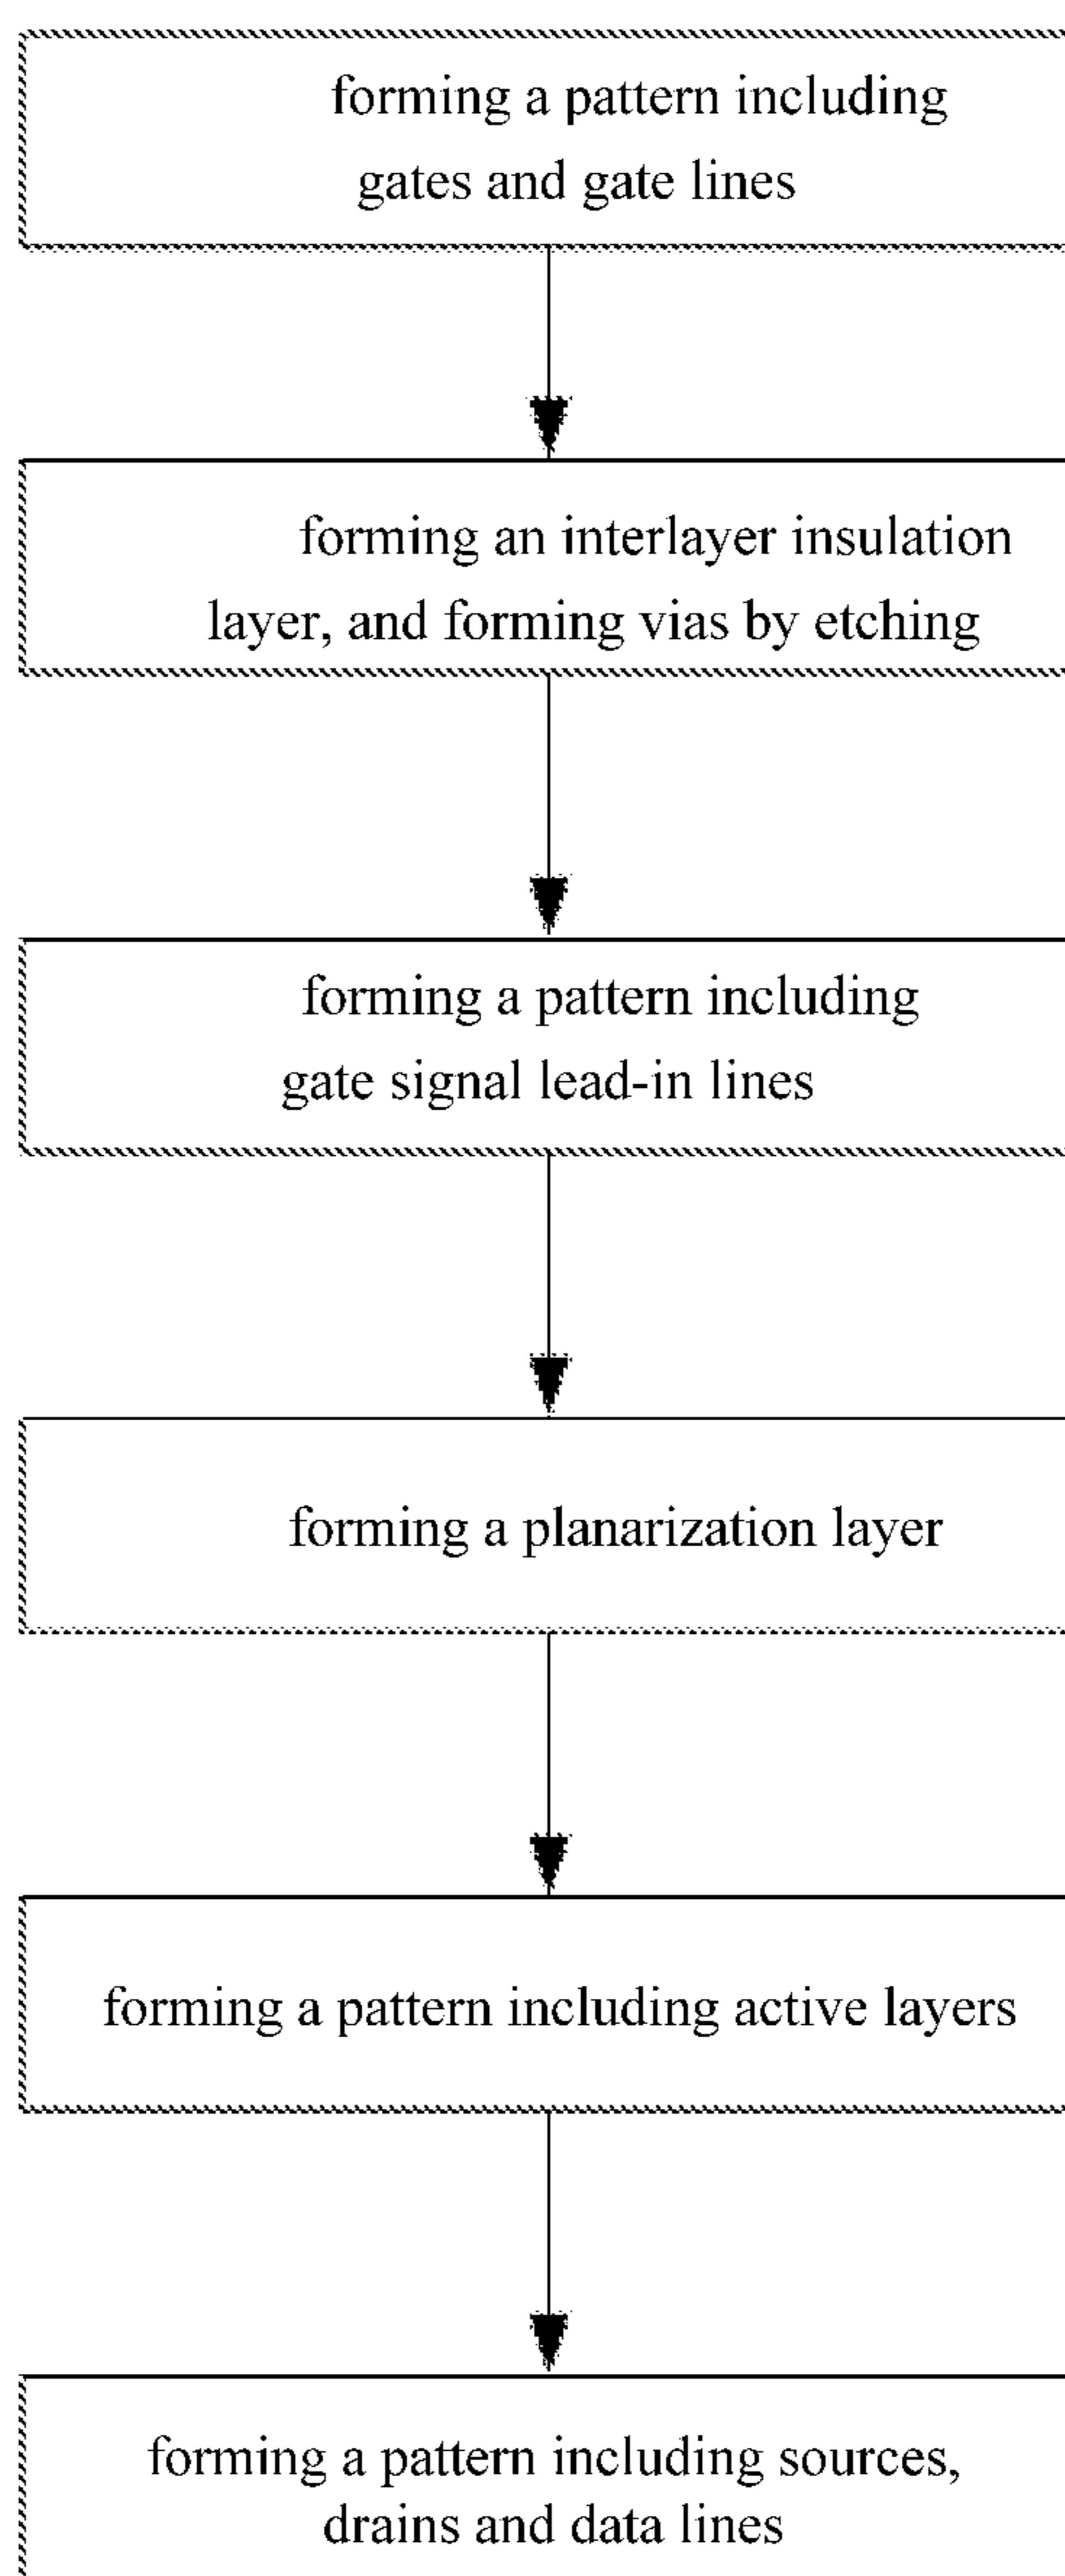 forming a pattern including
gates and gate lines
forming an interlayer insulation
layer, and forming vias by etching
forming a pattern including
gate signal lead-in lines
forming a planarization layer
forming a pattern including active layers
forming a pattern including sources,
drains and data lines